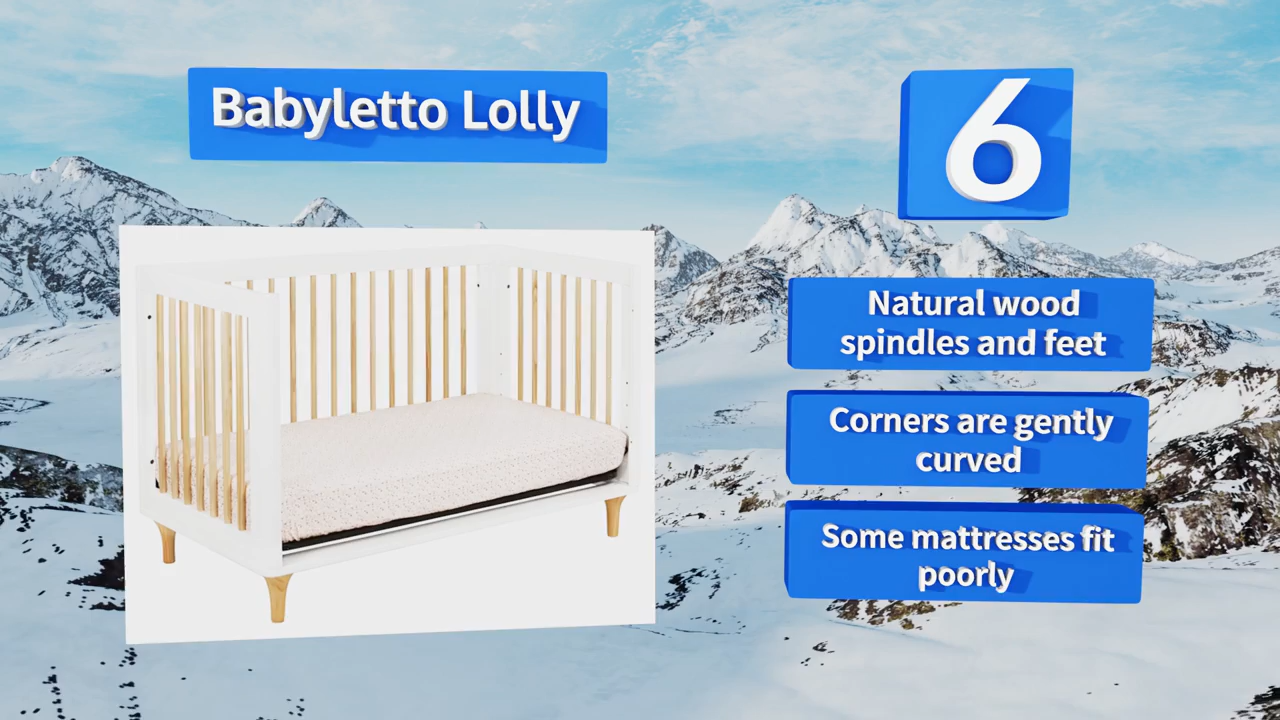 Babyletto Lolly
6
Natural wood
spindles and feet
Corners are gently
curved
Some mattresses fit
poorly